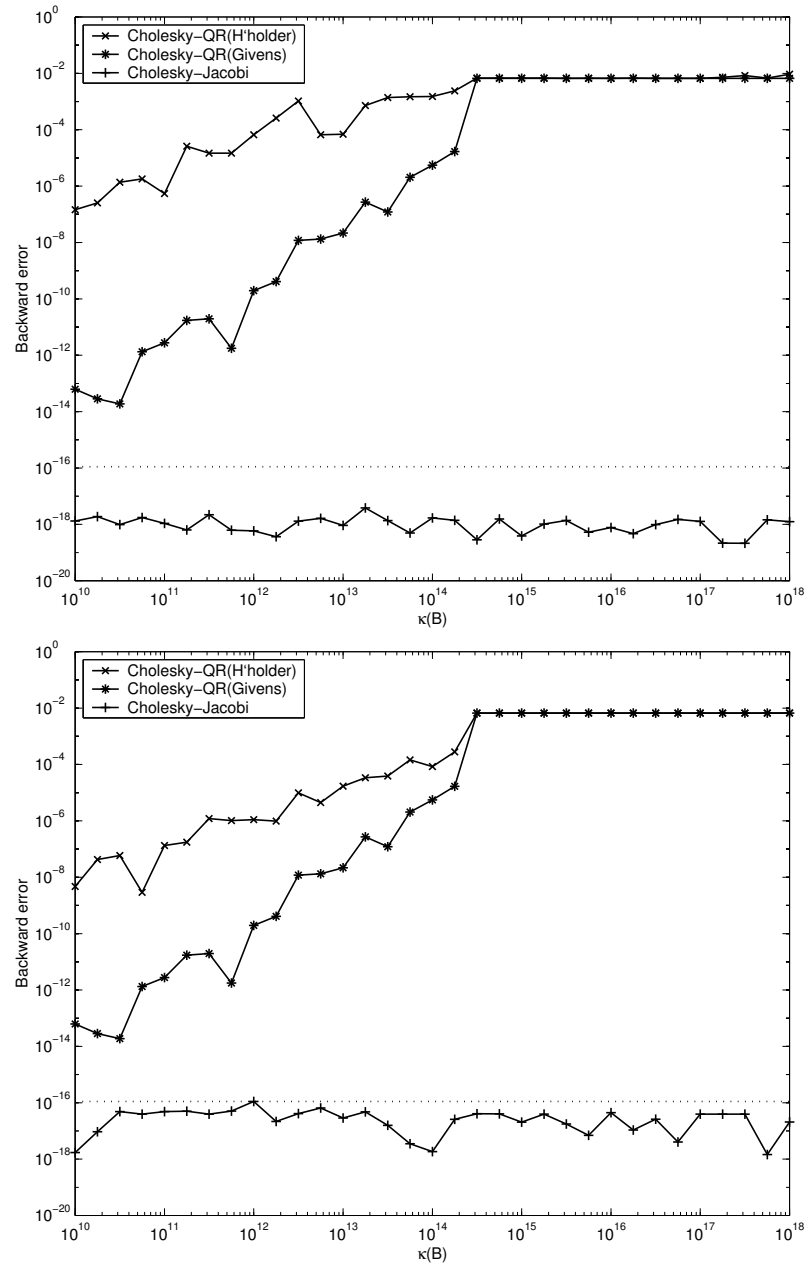 10^0
Cholesky−QR(H‘holder)
Cholesky−QR(Givens)
Cholesky−Jacobi
10^−2
10^−4
10^−6
10^−8
10^−10
10^−12
10^−14
10^−16
10^−18
10^−20
Backward error
10^10 10^11 10^12 10^13 10^14 10^15 10^16 10^17 10^18
κ(B)
10^0
Cholesky−QR(H‘holder)
Cholesky−QR(Givens)
Cholesky−Jacobi
10^−2
10^−4
10^−6
10^−8
10^−10
10^−12
10^−14
10^−16
10^−18
10^−20
Backward error
10^10 10^11 10^12 10^13 10^14 10^15 10^16 10^17 10^18
κ(B)